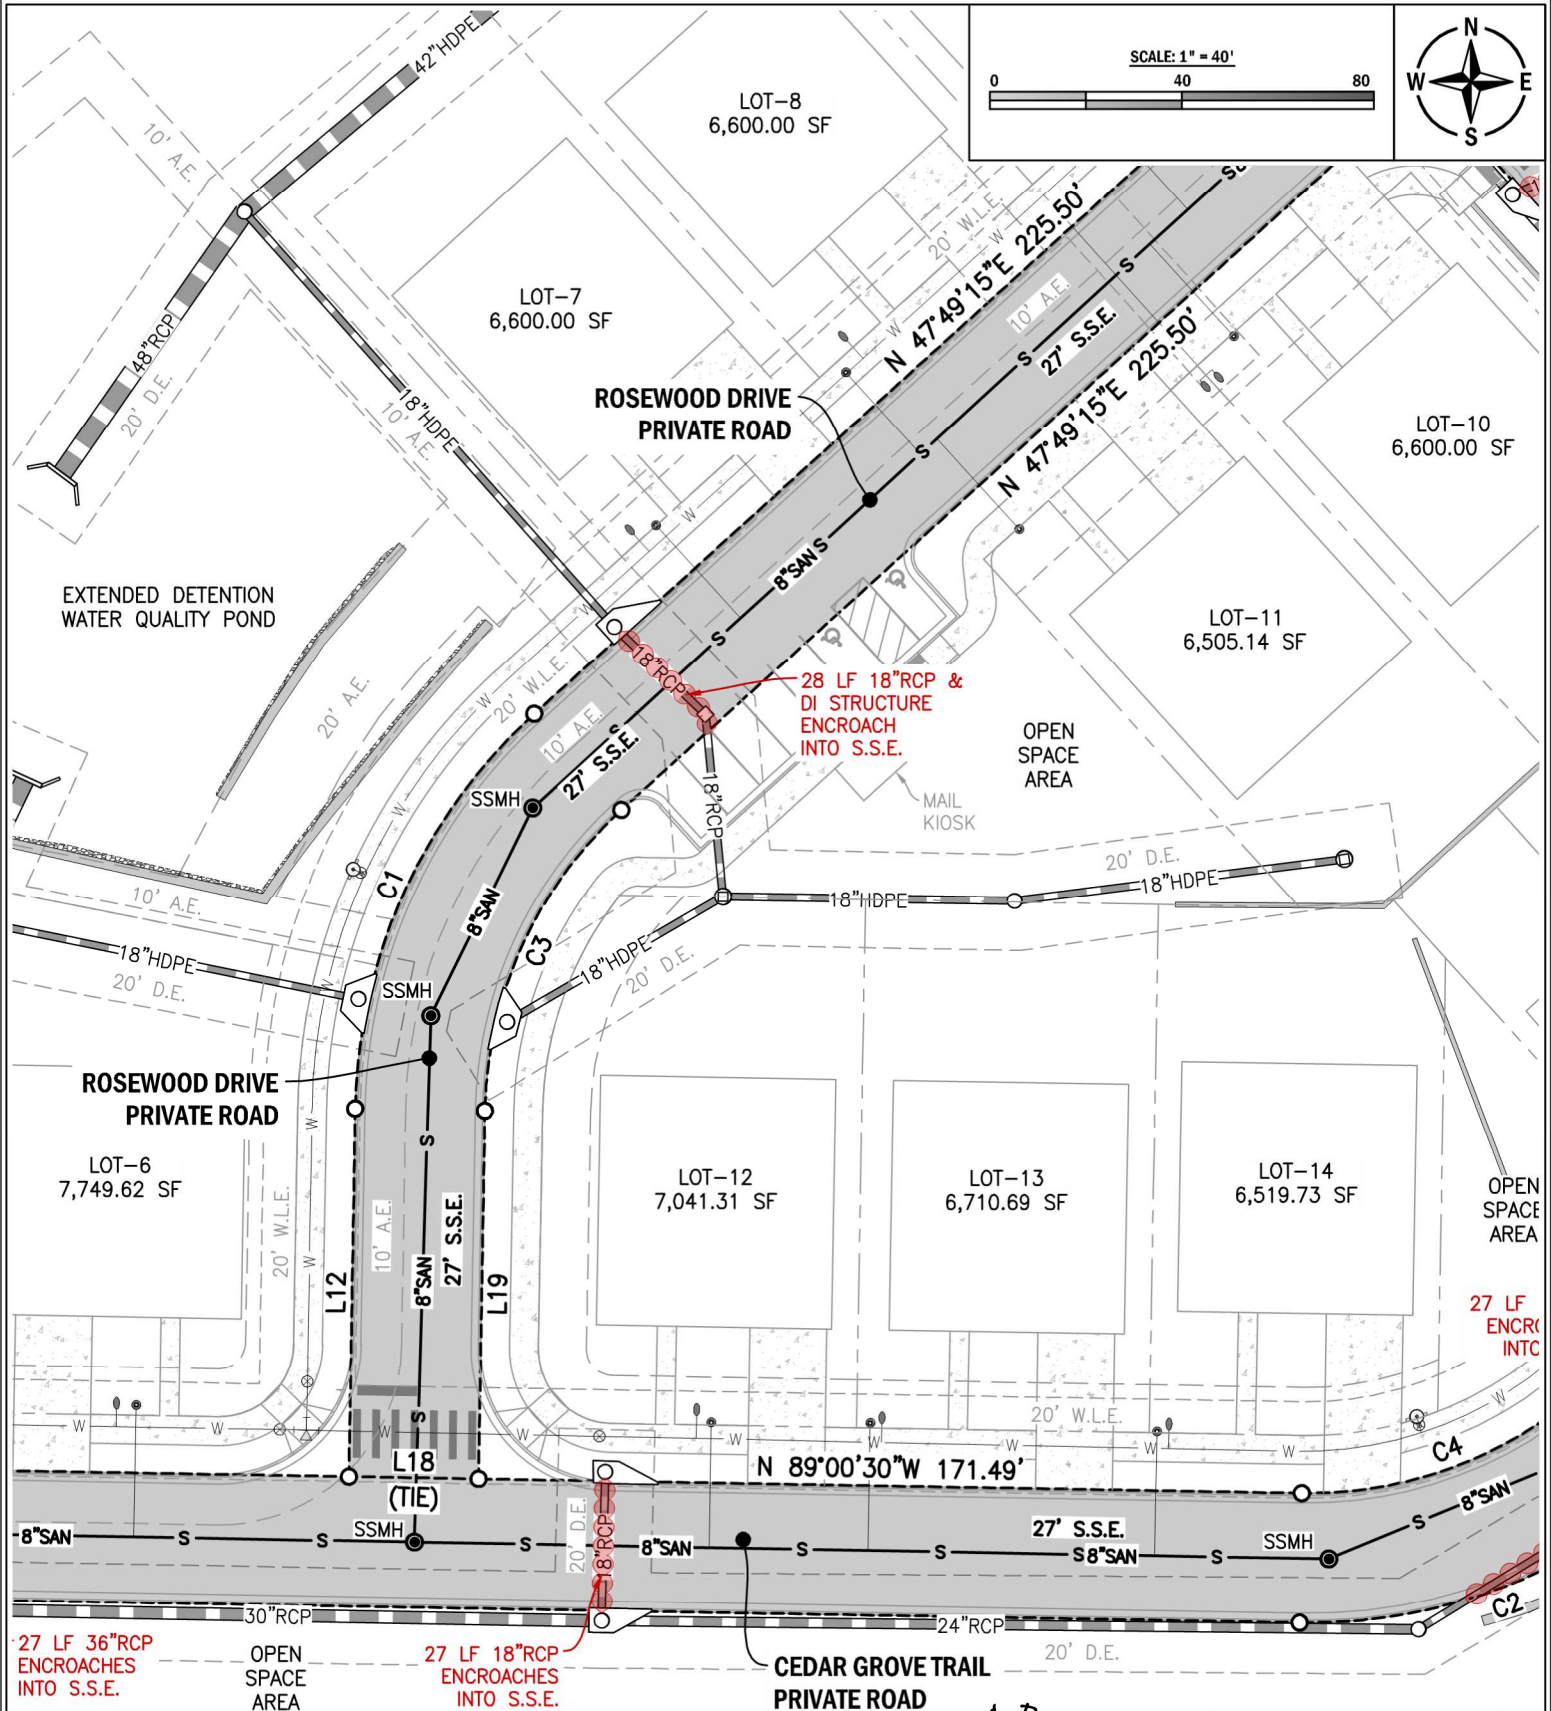 42"HDPE
SCALE: 1" = 40'
0 40 80
N
W E
S
10' A.E.
LOT-8
6,600.00 SF
20' W.L.E.
W
N 47°49'15"E 225.50'
S
10' A.E.
27' S.S.E.
N 47°49'15"E 225.50'
LOT-7
6,600.00 SF
48"RCP
20' D.E.
18"HDPE
10' A.E.
ROSEWOOD DRIVE
PRIVATE ROAD
LOT-10
6,600.00 SF
8"SAN
S
EXTENDED DETENTION
WATER QUALITY POND
LOT-11
6,505.14 SF
18"RCP
28 LF 18"RCP &
DI STRUCTURE
ENCROACH
INTO S.S.E.
20' A.E.
20' W.L.E.
10' A.E.
27' S.S.E.
OPEN
SPACE
AREA
MAIL
KIOSK
SSMH
18"RCP
C1
10' A.E.
8"SAN
C3
18"HDPE
18"HDPE
20' D.E.
18"HDPE
20' D.E.
18"HDPE
20' D.E.
SSMH
ROSEWOOD DRIVE
PRIVATE ROAD
LOT-6
7,749.62 SF
LOT-12
7,041.31 SF
LOT-13
6,710.69 SF
LOT-14
6,519.73 SF
OPEN
SPACE
AREA
20' W.L.E.
L12
10' A.E.
8"SAN
27' S.S.E.
L19
27 LF
ENCR
INTO
20' W.L.E.
L18
(TIE)
N 89°00'30"W 171.49'
C4
8"SAN
SSMH
20' D.E.
18"RCP
8"SAN
27' S.S.E.
8"SAN
SSMH
8"SAN
30"RCP
24"RCP
C2
20' D.E.
27 LF 36"RCP
ENCROACHES
INTO S.S.E.
OPEN
SPACE
AREA
27 LF 18"RCP
ENCROACHES
INTO S.S.E.
CEDAR GROVE TRAIL
PRIVATE ROAD